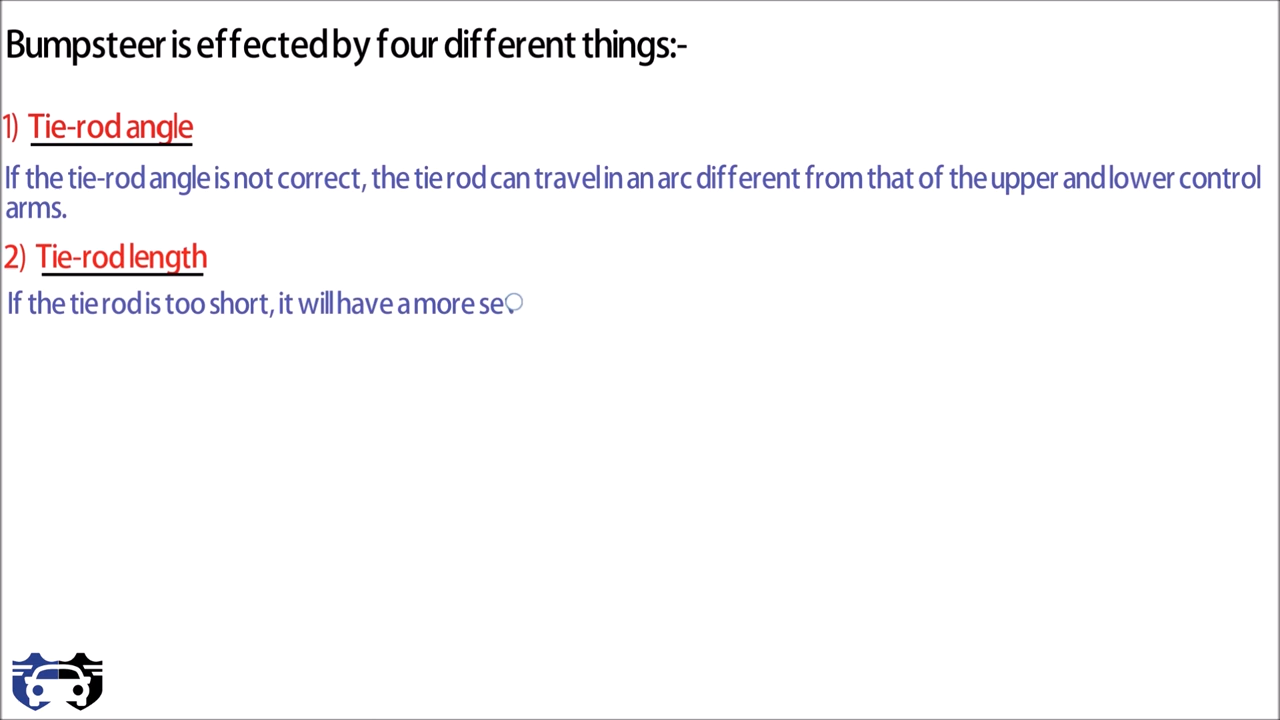 Bumpsteer is effected by four different things:-
1) Tie-rod angle
If the tie-rod angle is not correct, the tie rod can travel in an arc different from that of the upper and lower control
arms.
2) Tie-rod length
If the tie rod is too short, it will have a more se